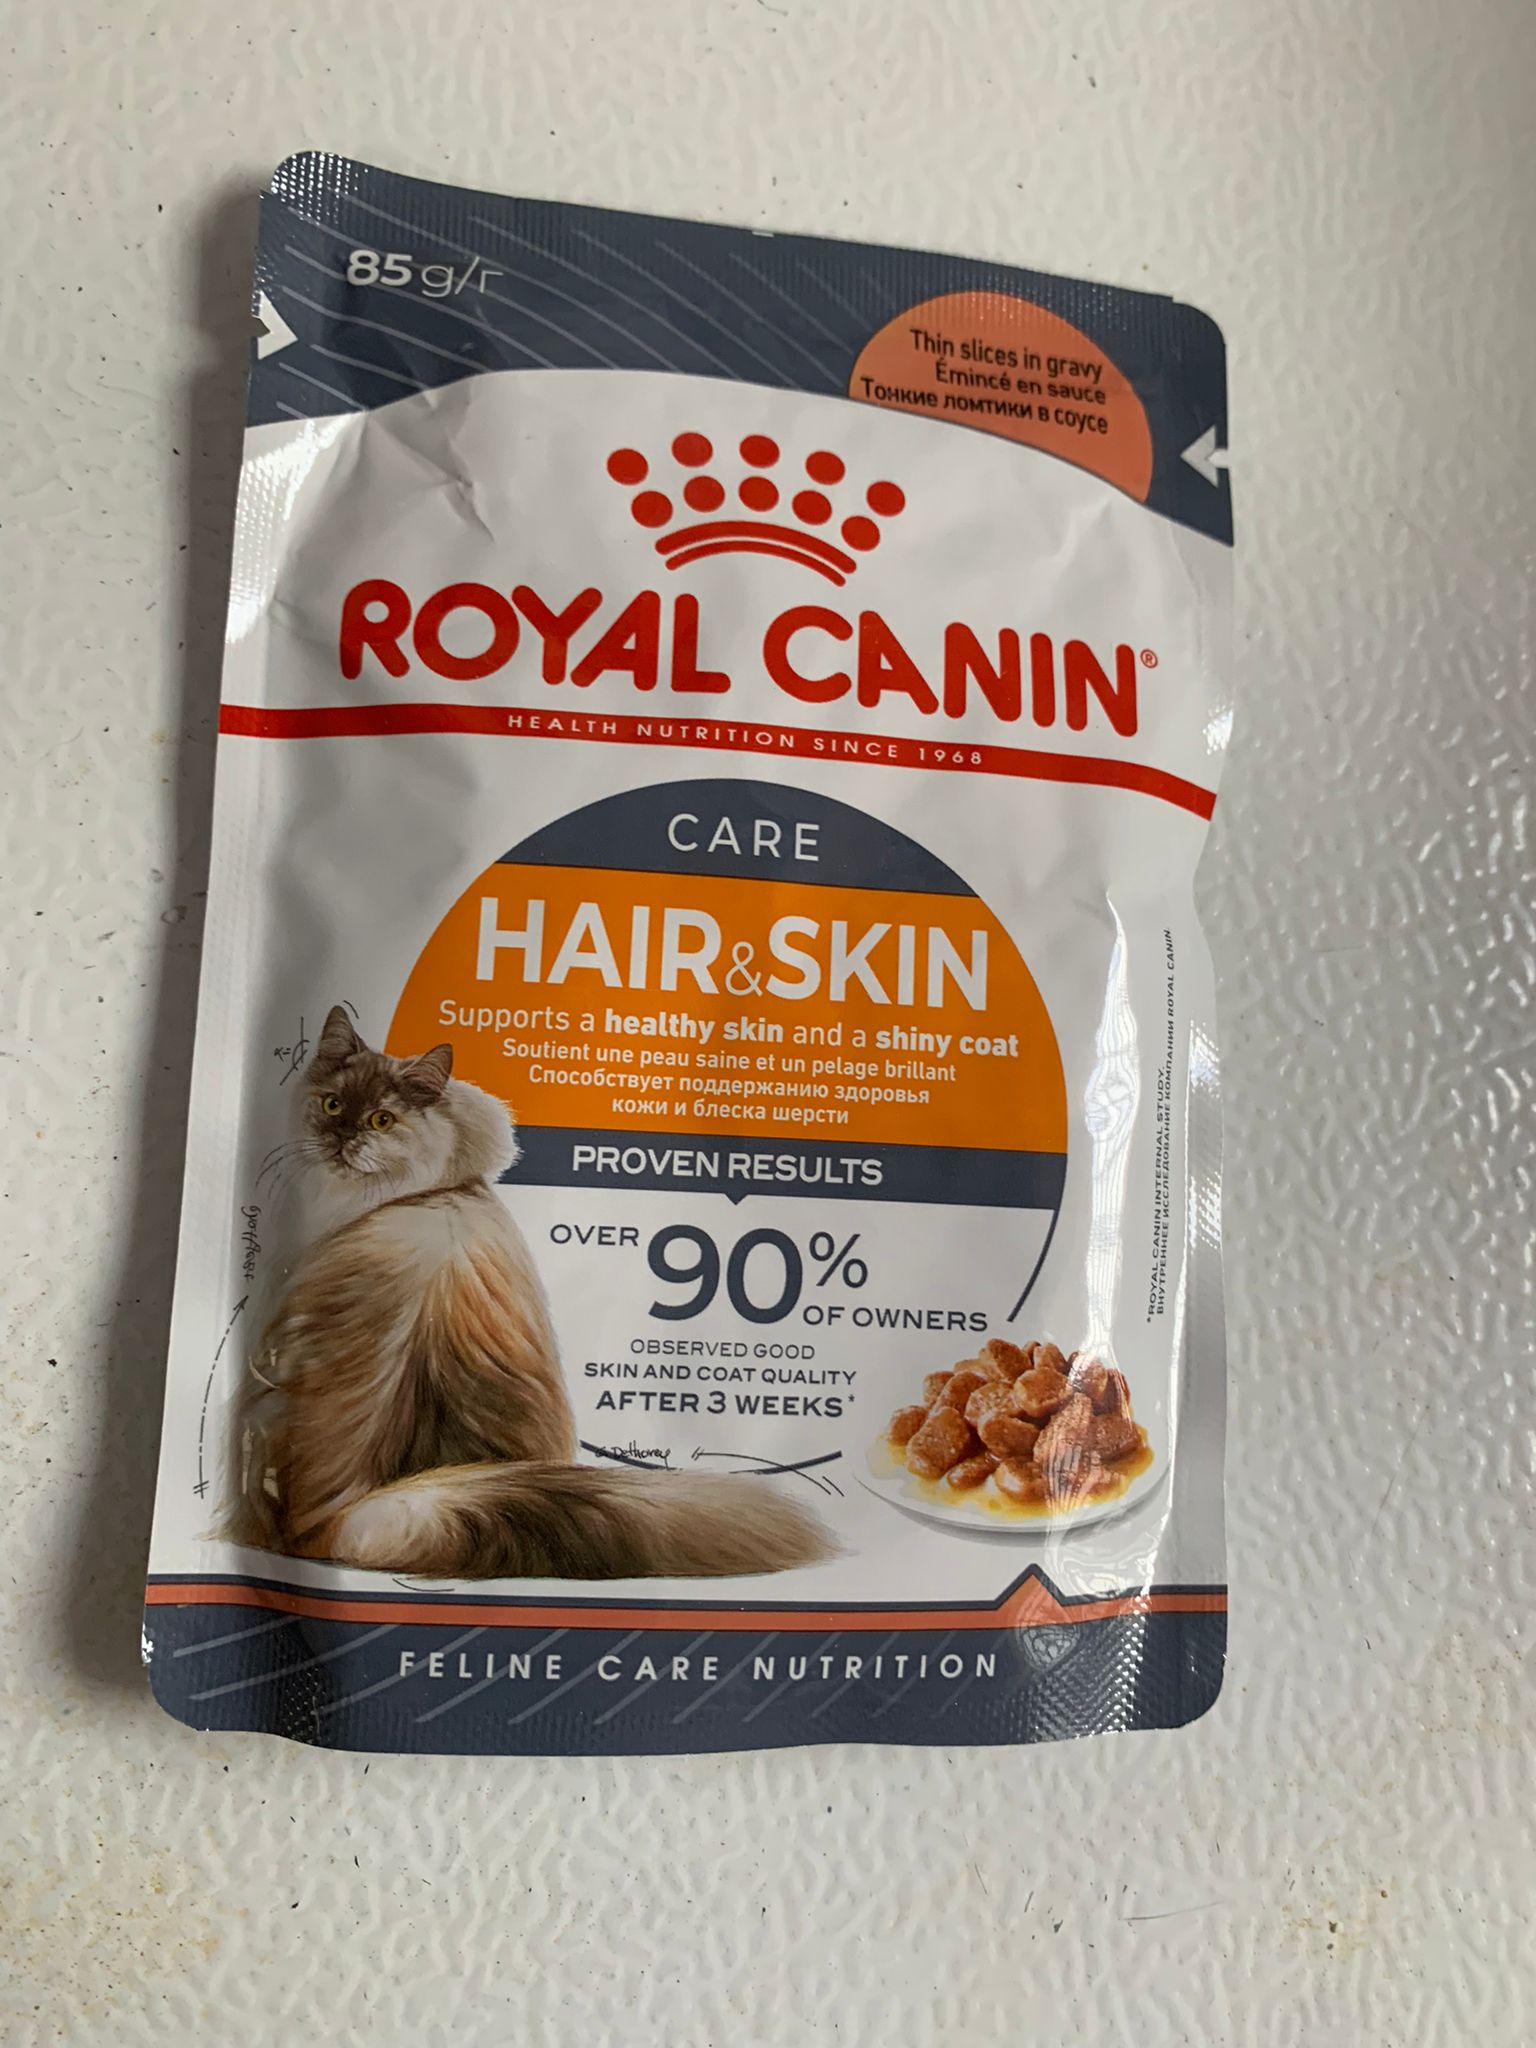 85 g/г
Thin slices in gravy
Émincé en sauce
Тонкие ломтики в соусе
ROYAL CANIN®
HEALTH NUTRITION SINCE 1968
CARE
HAIR&SKIN
Supports a healthy skin and a shiny coat
Soutient une peau saine et un pelage brillant
Способствует поддержанию здоровья
кожи и блеска шерсти
PROVEN RESULTS
OVER 90%
OF OWNERS
OBSERVED GOOD
SKIN AND COAT QUALITY
AFTER 3 WEEKS*
*ROYAL CANIN INTERNAL STUDY.
ВНУТРЕННЕЕ ИССЛЕДОВАНИЕ КОМПАНИИ ROYAL CANIN.
FELINE CARE NUTRITION